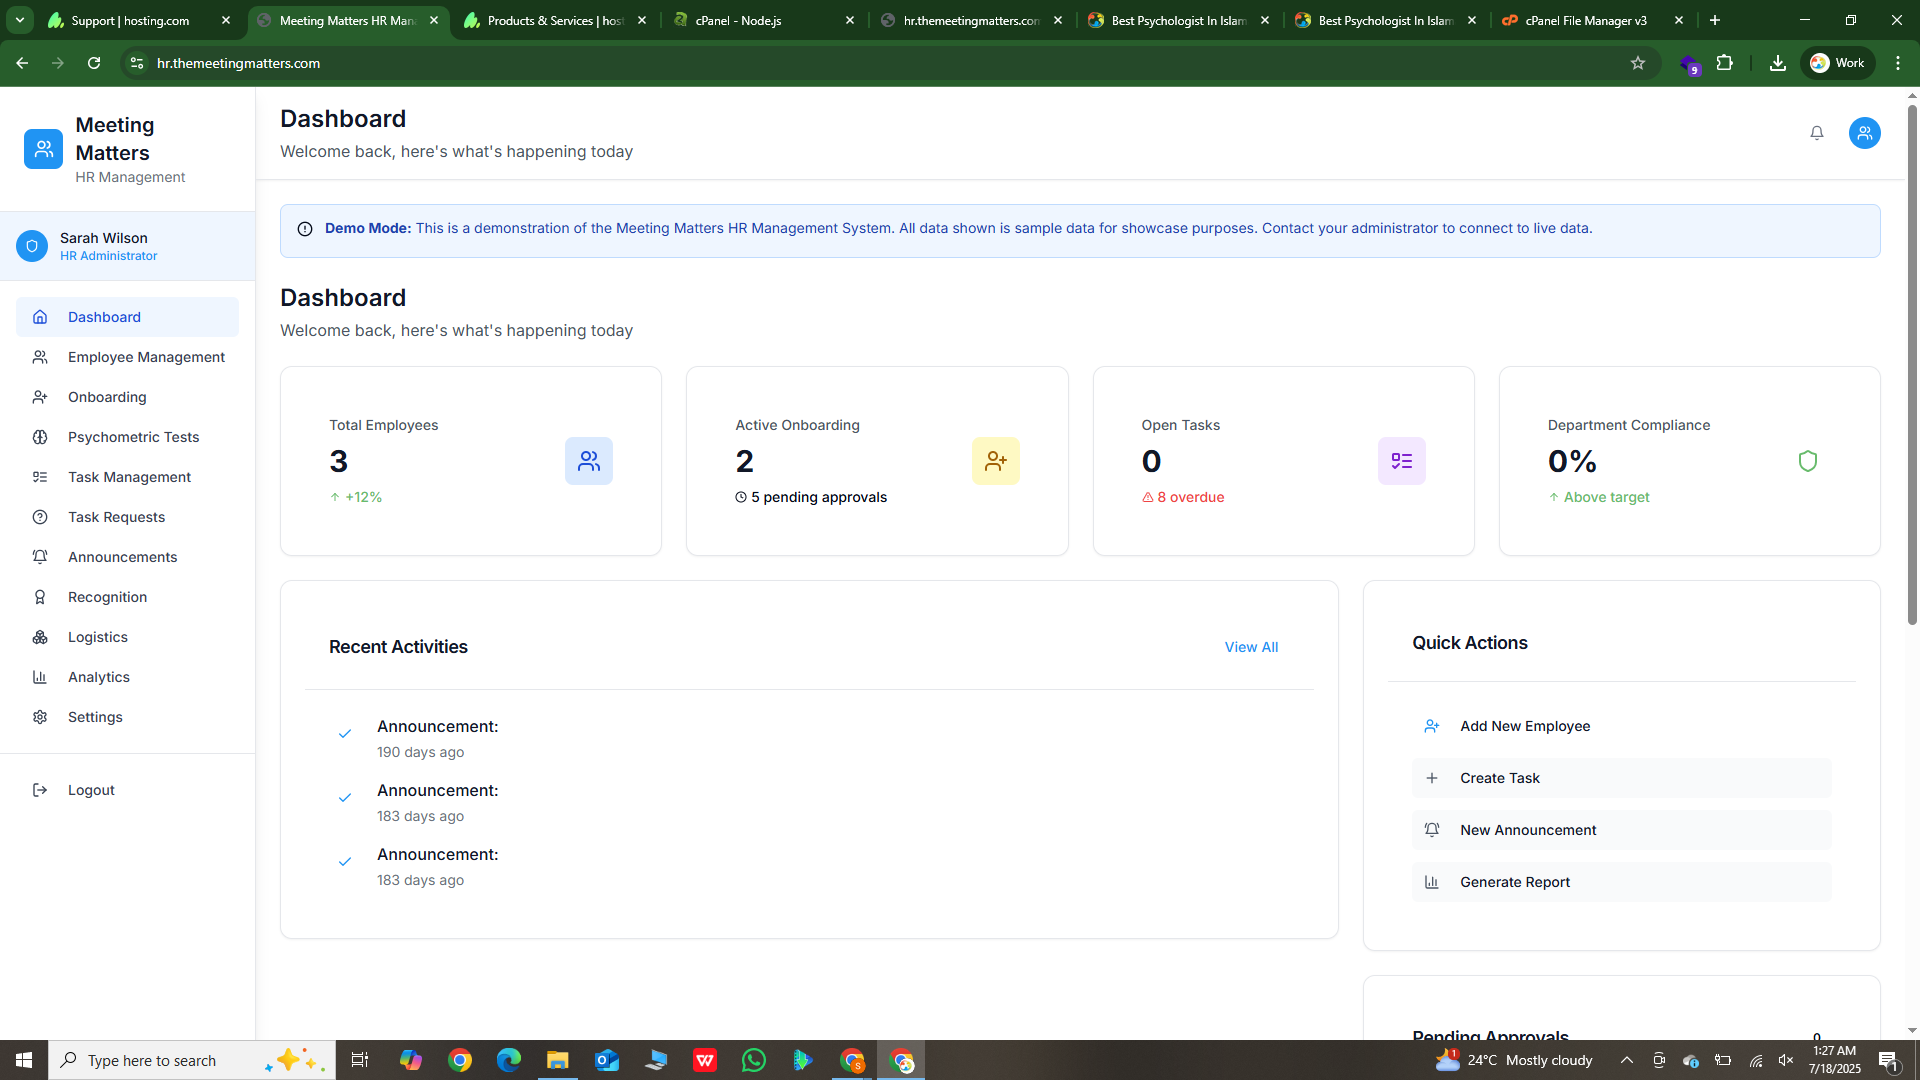 Support | hosting.com
Meeting Matters HR Man
Products & Services | host
cPanel - Node.js
hr.themeetingmatters.com
Best Psychologist In Islam
Best Psychologist In Islam
cPanel File Manager v3
hr.themeetingmatters.com
9
Work
Meeting
Matters
HR Management
Sarah Wilson
HR Administrator
Dashboard
Employee Management
Onboarding
Psychometric Tests
Task Management
Task Requests
Announcements
Recognition
Logistics
Analytics
Settings
Logout
Dashboard
Welcome back, here's what's happening today
Demo Mode: This is a demonstration of the Meeting Matters HR Management System. All data shown is sample data for showcase purposes. Contact your administrator to connect to live data.
Dashboard
Welcome back, here's what's happening today
Total Employees
3
+12%
Active Onboarding
2
5 pending approvals
Open Tasks
0
8 overdue
Department Compliance
0%
Above target
Recent Activities
View All
Announcement:
190 days ago
Announcement:
183 days ago
Announcement:
183 days ago
Quick Actions
Add New Employee
Create Task
New Announcement
Generate Report
Pending Approvals
0
Type here to search
1
24°C Mostly cloudy
1:27 AM
7/18/2025
1